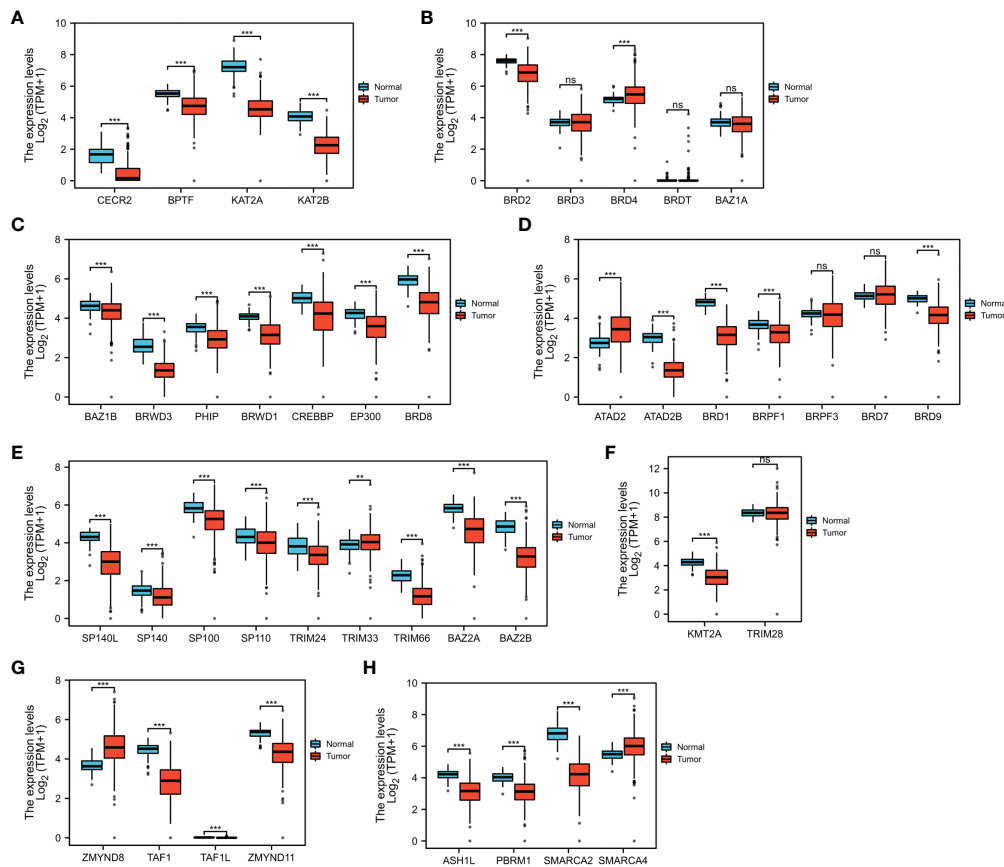 A
The expression levels
Log2 (TPM+1)
10
8
6
4
2
0
***
***
***
***
Normal
Tumor
CECR2 BPTF KAT2A KAT2B
B
The expression levels
Log2 (TPM+1)
10
8
6
4
2
0
***
ns
***
ns
ns
Normal
Tumor
BRD2 BRD3 BRD4 BRDT BAZ1A
C
The expression levels
Log2 (TPM+1)
8
6
4
2
0
***
***
***
***
***
***
***
Normal
Tumor
BAZ1B BRWD3 PHIP BRWD1 CREBBP EP300 BRD8
D
The expression levels
Log2 (TPM+1)
8
6
4
2
0
***
***
***
***
ns
ns
***
Normal
Tumor
ATAD2 ATAD2B BRD1 BRPF1 BRPF3 BRD7 BRD9
E
The expression levels
Log2 (TPM+1)
8
6
4
2
0
***
***
***
***
***
**
***
***
***
Normal
Tumor
SP140L SP140 SP100 SP110 TRIM24 TRIM33 TRIM66 BAZ2A BAZ2B
F
The expression levels
Log2 (TPM+1)
12
10
8
6
4
2
0
***
ns
Normal
Tumor
KMT2A TRIM28
G
The expression levels
Log2 (TPM+1)
8
6
4
2
0
***
***
***
***
Normal
Tumor
ZMYND8 TAF1 TAF1L ZMYND11
H
The expression levels
Log2 (TPM+1)
10
8
6
4
2
0
***
***
***
***
Normal
Tumor
ASH1L PBRM1 SMARCA2 SMARCA4